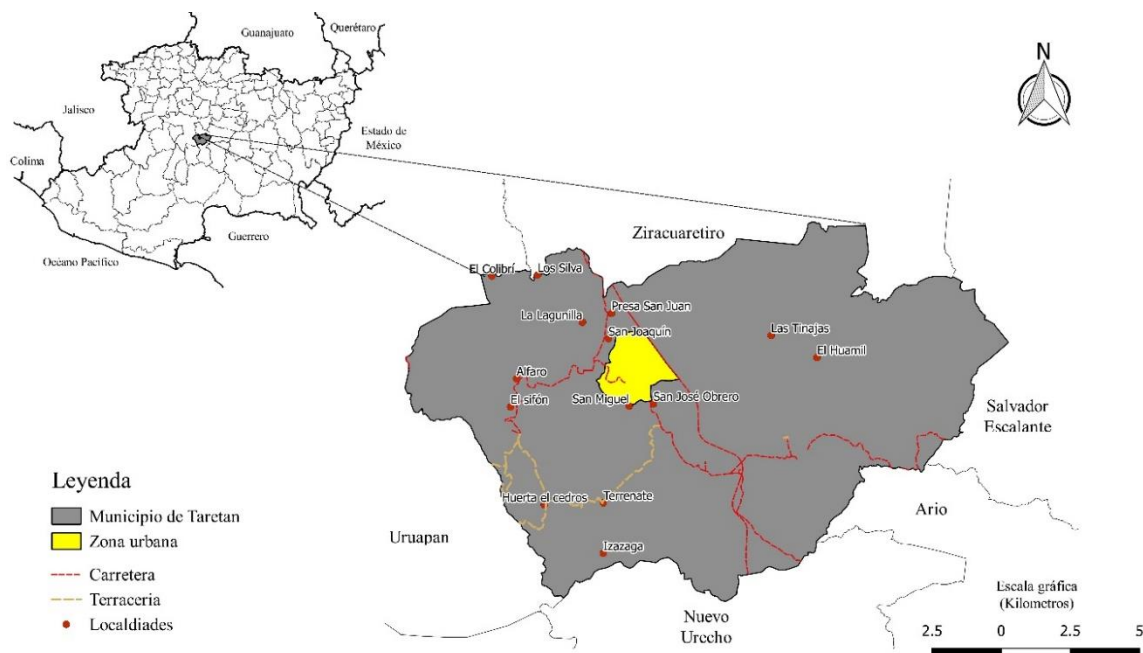 Guanajuato
Querétaro
Jalisco
Estado de
México
Colima
Guerrero
Océano Pacífico
N
Ziracuaretiro
El Colibrí
Los Silva
La Lagunilla
Presa San Juan
San Joaquín
Las Tinajas
El Huamil
Alfaro
El sifón
San Miguel
San José Obrero
Salvador
Escalante
Huerta el cedros
Terrenate
Izazaga
Uruapan
Ario
Nuevo
Urecho
Leyenda
Municipio de Taretan
Zona urbana
Carretera
Terraceria
Localdiades
Escala gráfica
(Kilometros)
2.5 0 2.5 5